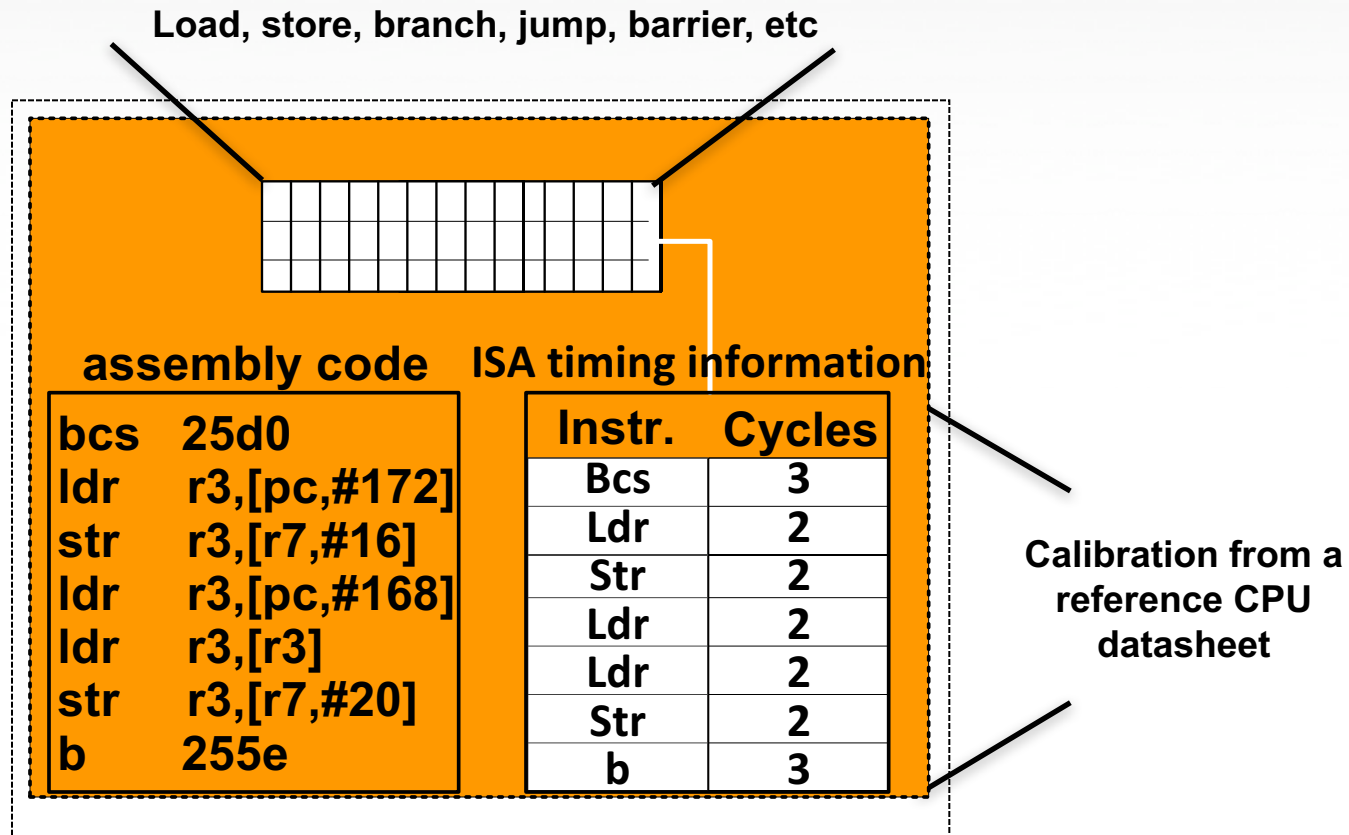 Load, store, branch, jump, barrier, etc
assembly code
bcs 25d0
ldr r3,[pc,#172]
str r3,[r7,#16]
ldr r3,[pc,#168]
ldr r3,[r3]
str r3,[r7,#20]
b 255e
ISA timing information
Instr. Cycles
Bcs 3
Ldr 2
Str 2
Ldr 2
Ldr 2
Str 2
b 3
Calibration from a
reference CPU
datasheet